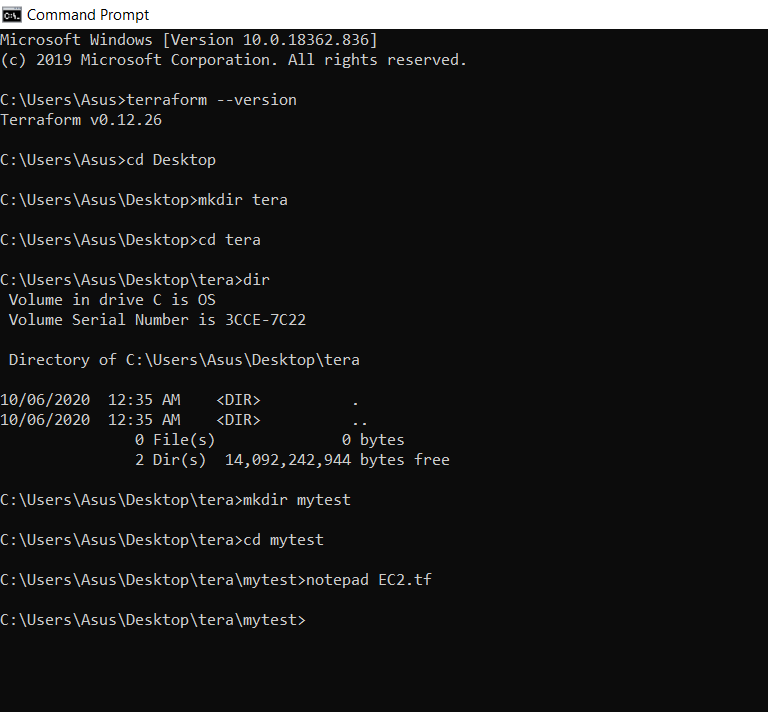 Command Prompt
Microsoft Windows [Version 10.0.18362.836]
(c) 2019 Microsoft Corporation. All rights reserved.
C:\Users\Asus>terraform --version
Terraform v0.12.26
C:\Users\Asus>cd Desktop
C:\Users\Asus\Desktop>mkdir tera
C:\Users\Asus\Desktop>cd tera
C:\Users\Asus\Desktop\tera>dir
 Volume in drive C is OS
 Volume Serial Number is 3CCE-7C22
 Directory of C:\Users\Asus\Desktop\tera
10/06/2020  12:35 AM    <DIR>          .
10/06/2020  12:35 AM    <DIR>          ..
               0 File(s)              0 bytes
               2 Dir(s)  14,092,242,944 bytes free
C:\Users\Asus\Desktop\tera>mkdir mytest
C:\Users\Asus\Desktop\tera>cd mytest
C:\Users\Asus\Desktop\tera\mytest>notepad EC2.tf
C:\Users\Asus\Desktop\tera\mytest>